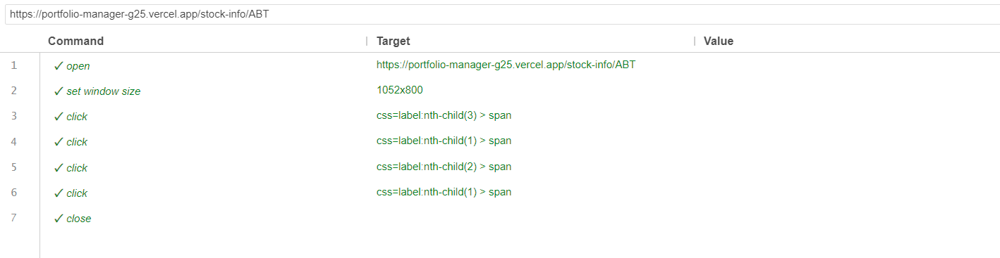 https://portfolio-manager-g25.vercel.app/stock-info/ABT
Command Target Value
1 ✓ open https://portfolio-manager-g25.vercel.app/stock-info/ABT
2 ✓ set window size 1052x800
3 ✓ click css=label:nth-child(3) > span
4 ✓ click css=label:nth-child(1) > span
5 ✓ click css=label:nth-child(2) > span
6 ✓ click css=label:nth-child(1) > span
7 ✓ close